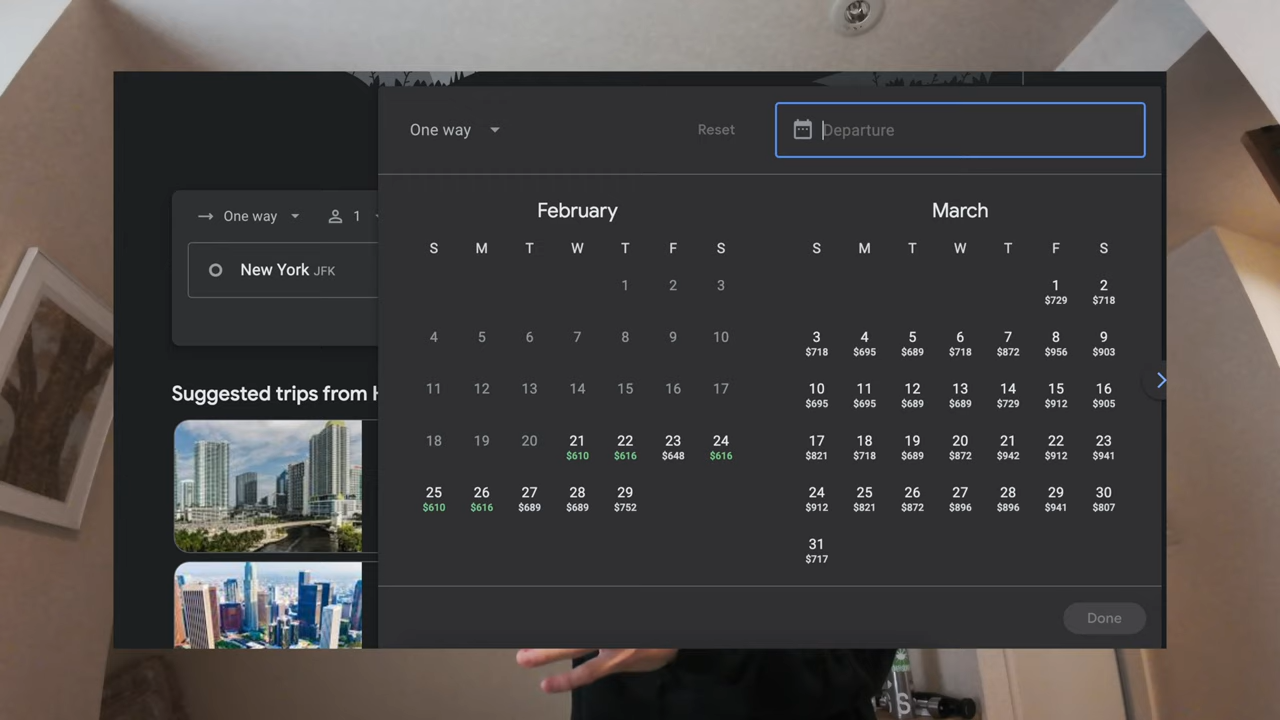 One way
Reset
Departure
One way
1
New York JFK
Suggested trips from
February
S M T W T F S
1 2 3
4 5 6 7 8 9 10
11 12 13 14 15 16 17
18 19 20 21 22 23 24
$610 $616 $648 $616
25 26 27 28 29
$610 $616 $689 $689 $752
March
S M T W T F S
1 2
$729 $718
3 4 5 6 7 8 9
$718 $695 $689 $718 $872 $956 $903
10 11 12 13 14 15 16
$695 $695 $689 $689 $729 $912 $905
17 18 19 20 21 22 23
$821 $718 $689 $872 $942 $912 $941
24 25 26 27 28 29 30
$912 $821 $872 $896 $896 $941 $807
31
$717
Done
S